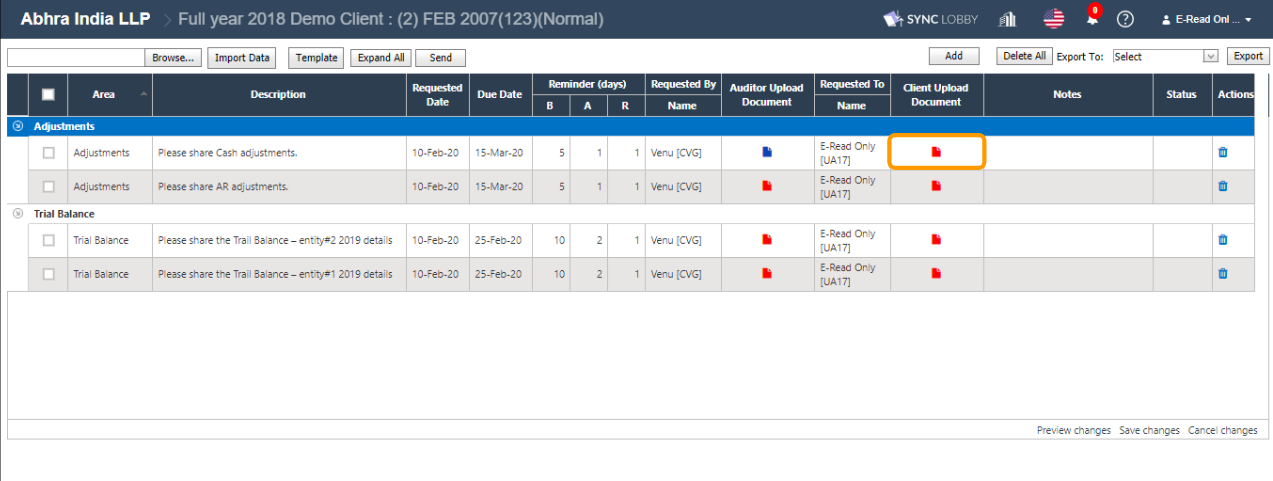 Abhra India LLP > Full year 2018 Demo Client : (2) FEB 2007(123)(Normal) SYNC LOBBY 0 ? E-Read Onl ...
Browse... Import Data Template Expand All Send Add Delete All Export To: Select Export
Area Description Requested Date Due Date Reminder (days) B A R Requested By Name Auditor Upload Document Requested To Name Client Upload Document Notes Status Actions
Adjustments
Adjustments Please share Cash adjustments. 10-Feb-20 15-Mar-20 5 1 1 Venu [CVG] E-Read Only [UA17]
Adjustments Please share AR adjustments. 10-Feb-20 15-Mar-20 5 1 1 Venu [CVG] E-Read Only [UA17]
Trial Balance
Trial Balance Please share the Trail Balance – entity#2 2019 details 10-Feb-20 25-Feb-20 10 2 1 Venu [CVG] E-Read Only [UA17]
Trial Balance Please share the Trail Balance – entity#1 2019 details 10-Feb-20 25-Feb-20 10 2 1 Venu [CVG] E-Read Only [UA17]
Preview changes Save changes Cancel changes